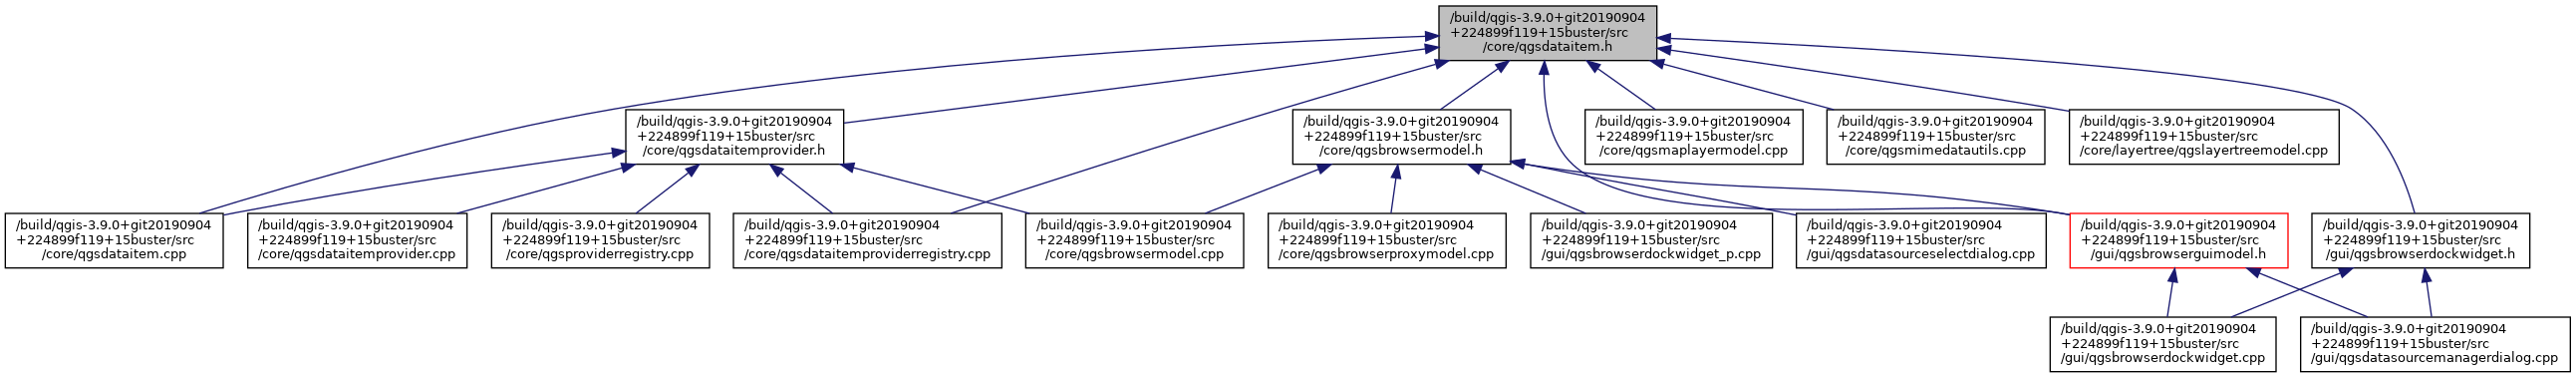 /build/qgis-3.9.0+git20190904
+224899f119+15buster/src
/core/qgsdataitem.h
/build/qgis-3.9.0+git20190904
+224899f119+15buster/src
/core/qgsdataitemprovider.h
/build/qgis-3.9.0+git20190904
+224899f119+15buster/src
/core/qgsbrowsermodel.h
/build/qgis-3.9.0+git20190904
+224899f119+15buster/src
/core/qgsmaplayermodel.cpp
/build/qgis-3.9.0+git20190904
+224899f119+15buster/src
/core/qgsmimedatautils.cpp
/build/qgis-3.9.0+git20190904
+224899f119+15buster/src
/core/layertree/qgslayertreemodel.cpp
/build/qgis-3.9.0+git20190904
+224899f119+15buster/src
/core/qgsdataitem.cpp
/build/qgis-3.9.0+git20190904
+224899f119+15buster/src
/core/qgsdataitemprovider.cpp
/build/qgis-3.9.0+git20190904
+224899f119+15buster/src
/core/qgsproviderregistry.cpp
/build/qgis-3.9.0+git20190904
+224899f119+15buster/src
/core/qgsdataitemproviderregistry.cpp
/build/qgis-3.9.0+git20190904
+224899f119+15buster/src
/core/qgsbrowsermodel.cpp
/build/qgis-3.9.0+git20190904
+224899f119+15buster/src
/core/qgsbrowserproxymodel.cpp
/build/qgis-3.9.0+git20190904
+224899f119+15buster/src
/gui/qgsbrowserdockwidget_p.cpp
/build/qgis-3.9.0+git20190904
+224899f119+15buster/src
/gui/qgsdatasourceselectdialog.cpp
/build/qgis-3.9.0+git20190904
+224899f119+15buster/src
/gui/qgsbrowserguimodel.h
/build/qgis-3.9.0+git20190904
+224899f119+15buster/src
/gui/qgsbrowserdockwidget.h
/build/qgis-3.9.0+git20190904
+224899f119+15buster/src
/gui/qgsbrowserdockwidget.cpp
/build/qgis-3.9.0+git20190904
+224899f119+15buster/src
/gui/qgsdatasourcemanagerdialog.cpp